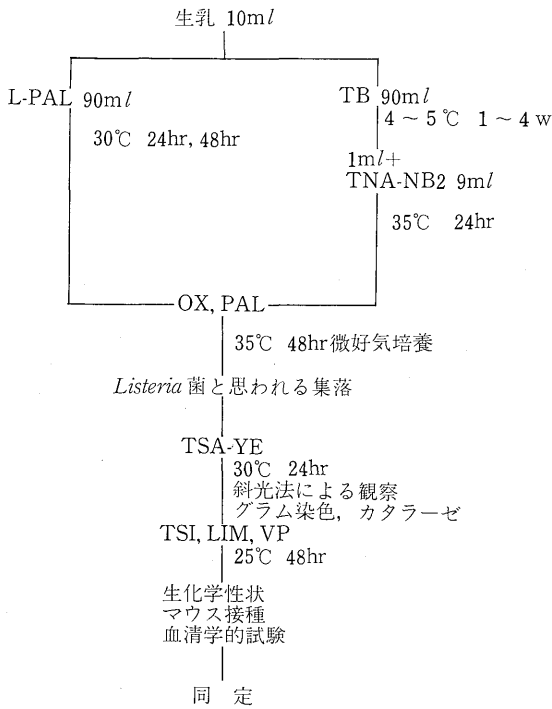 生乳 10ml
L-PAL 90ml
30℃ 24hr, 48hr
TB 90ml
4～5℃ 1～4w
1ml+
TNA-NB2 9ml
35℃ 24hr
OX, PAL
35℃ 48hr微好気培養
Listeria菌と思われる集落
TSA-YE
30℃ 24hr
斜光法による観察
グラム染色，カタラーゼ
TSI, LIM, VP
25℃ 48hr
生化学性状
マウス接種
血清学的試験
同 定